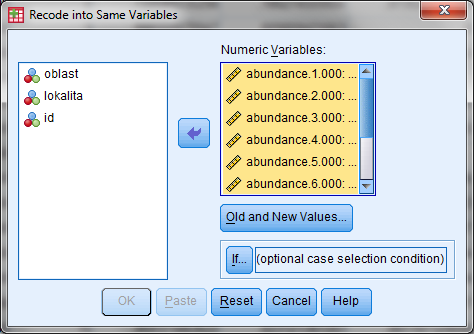 Recode into Same Variables
Numeric Variables:
oblast
lokalita
id
abundance.1.000: ...
abundance.2.000: ...
abundance.3.000: ...
abundance.4.000: ...
abundance.5.000: ...
abundance.6.000: ...
Old and New Values...
If... (optional case selection condition)
OK Paste Reset Cancel Help